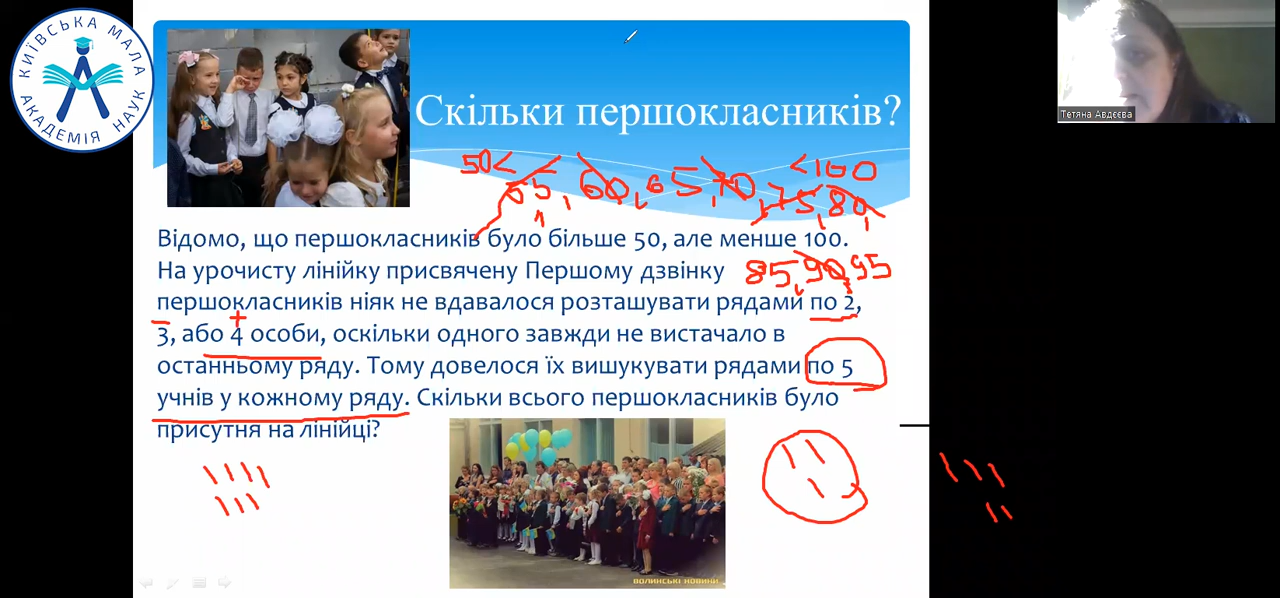 КИЇВСЬКА МАЛА
АКАДЕМІЯ НАУК
Тетяна Авдєєва
Скільки першокласників?
50< <100
55, 60, 65, 70, 75, 80,
85, 90, 95
Відомо, що першокласників було більше 50, але менше 100.
На урочисту лінійку присвячену Першому дзвінку
першокласників ніяк не вдавалося розташувати рядами по 2,
3, або 4 особи, оскільки одного завжди не вистачало в
останньому ряду. Тому довелося їх вишукувати рядами по 5
учнів у кожному ряду. Скільки всього першокласників було
присутня на лінійці?
ВОЛИНСЬКІ НОВИНИ